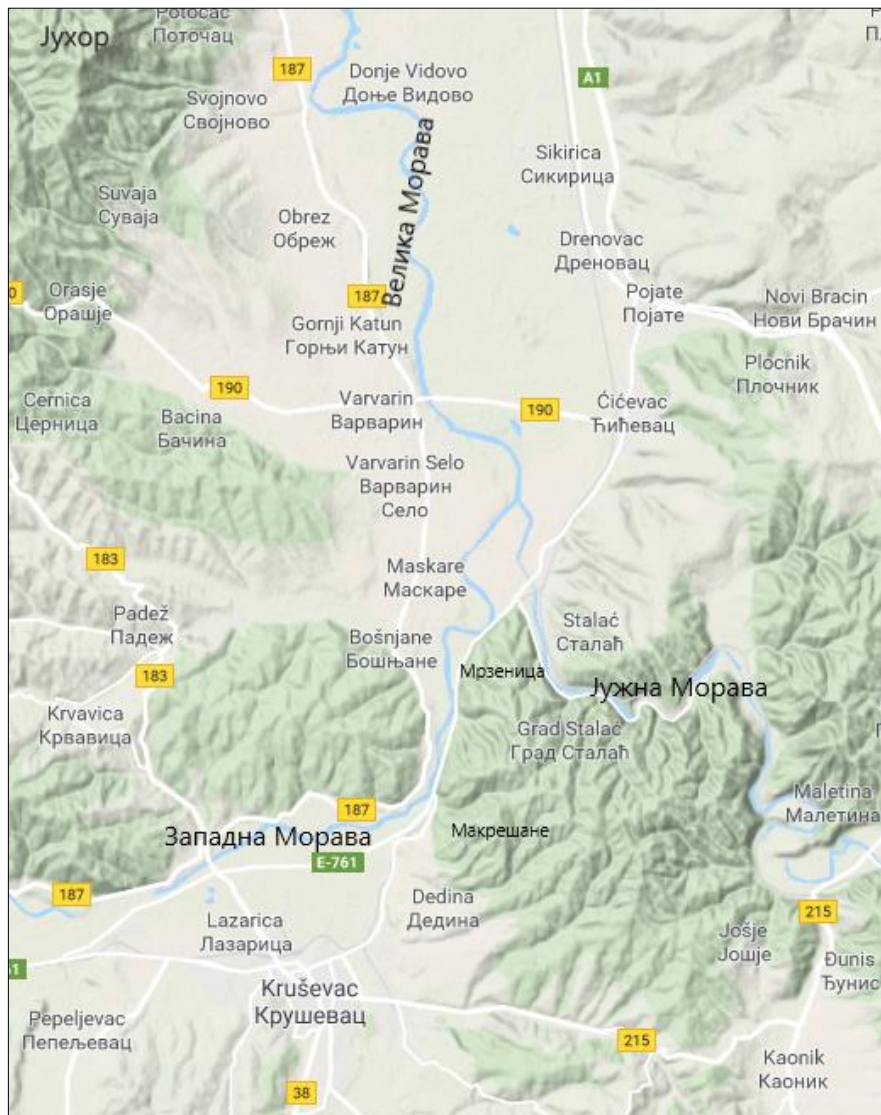 Potočac
Поточац
Јухор
187
Donje Vidovo
Доње Видово
A1
Svojnovo
Својново
Велика Морава
Sikirica
Сикирица
Suvaja
Суваја
Obrez
Обреж
Drenovac
Дреновац
Orasje
Орашје
187
Pojate
Појате
Novi Bracin
Нови Брачин
Gornji Katun
Горњи Катун
Plocnik
Плочник
190
Cernica
Церница
Bacina
Бачина
Varvarin
Варварин
190
Ćićevac
Ћићевац
Varvarin Selo
Варварин
Село
183
Maskare
Маскаре
Padež
Падеж
Stalać
Сталаћ
Bošnjane
Бошњане
Мрзеница
183
Јужна Морава
Krvavica
Крвавица
Grad Stalać
Град Сталаћ
Maletina
Малетина
187
Западна Морава
Макрешане
E-761
187
Dedina
Дедина
215
Lazarica
Лазарица
Jošje
Јошје
Đunis
Ђунис
Kruševac
Крушевац
Pepeljevac
Пепељевац
215
Kaonik
Каоник
38